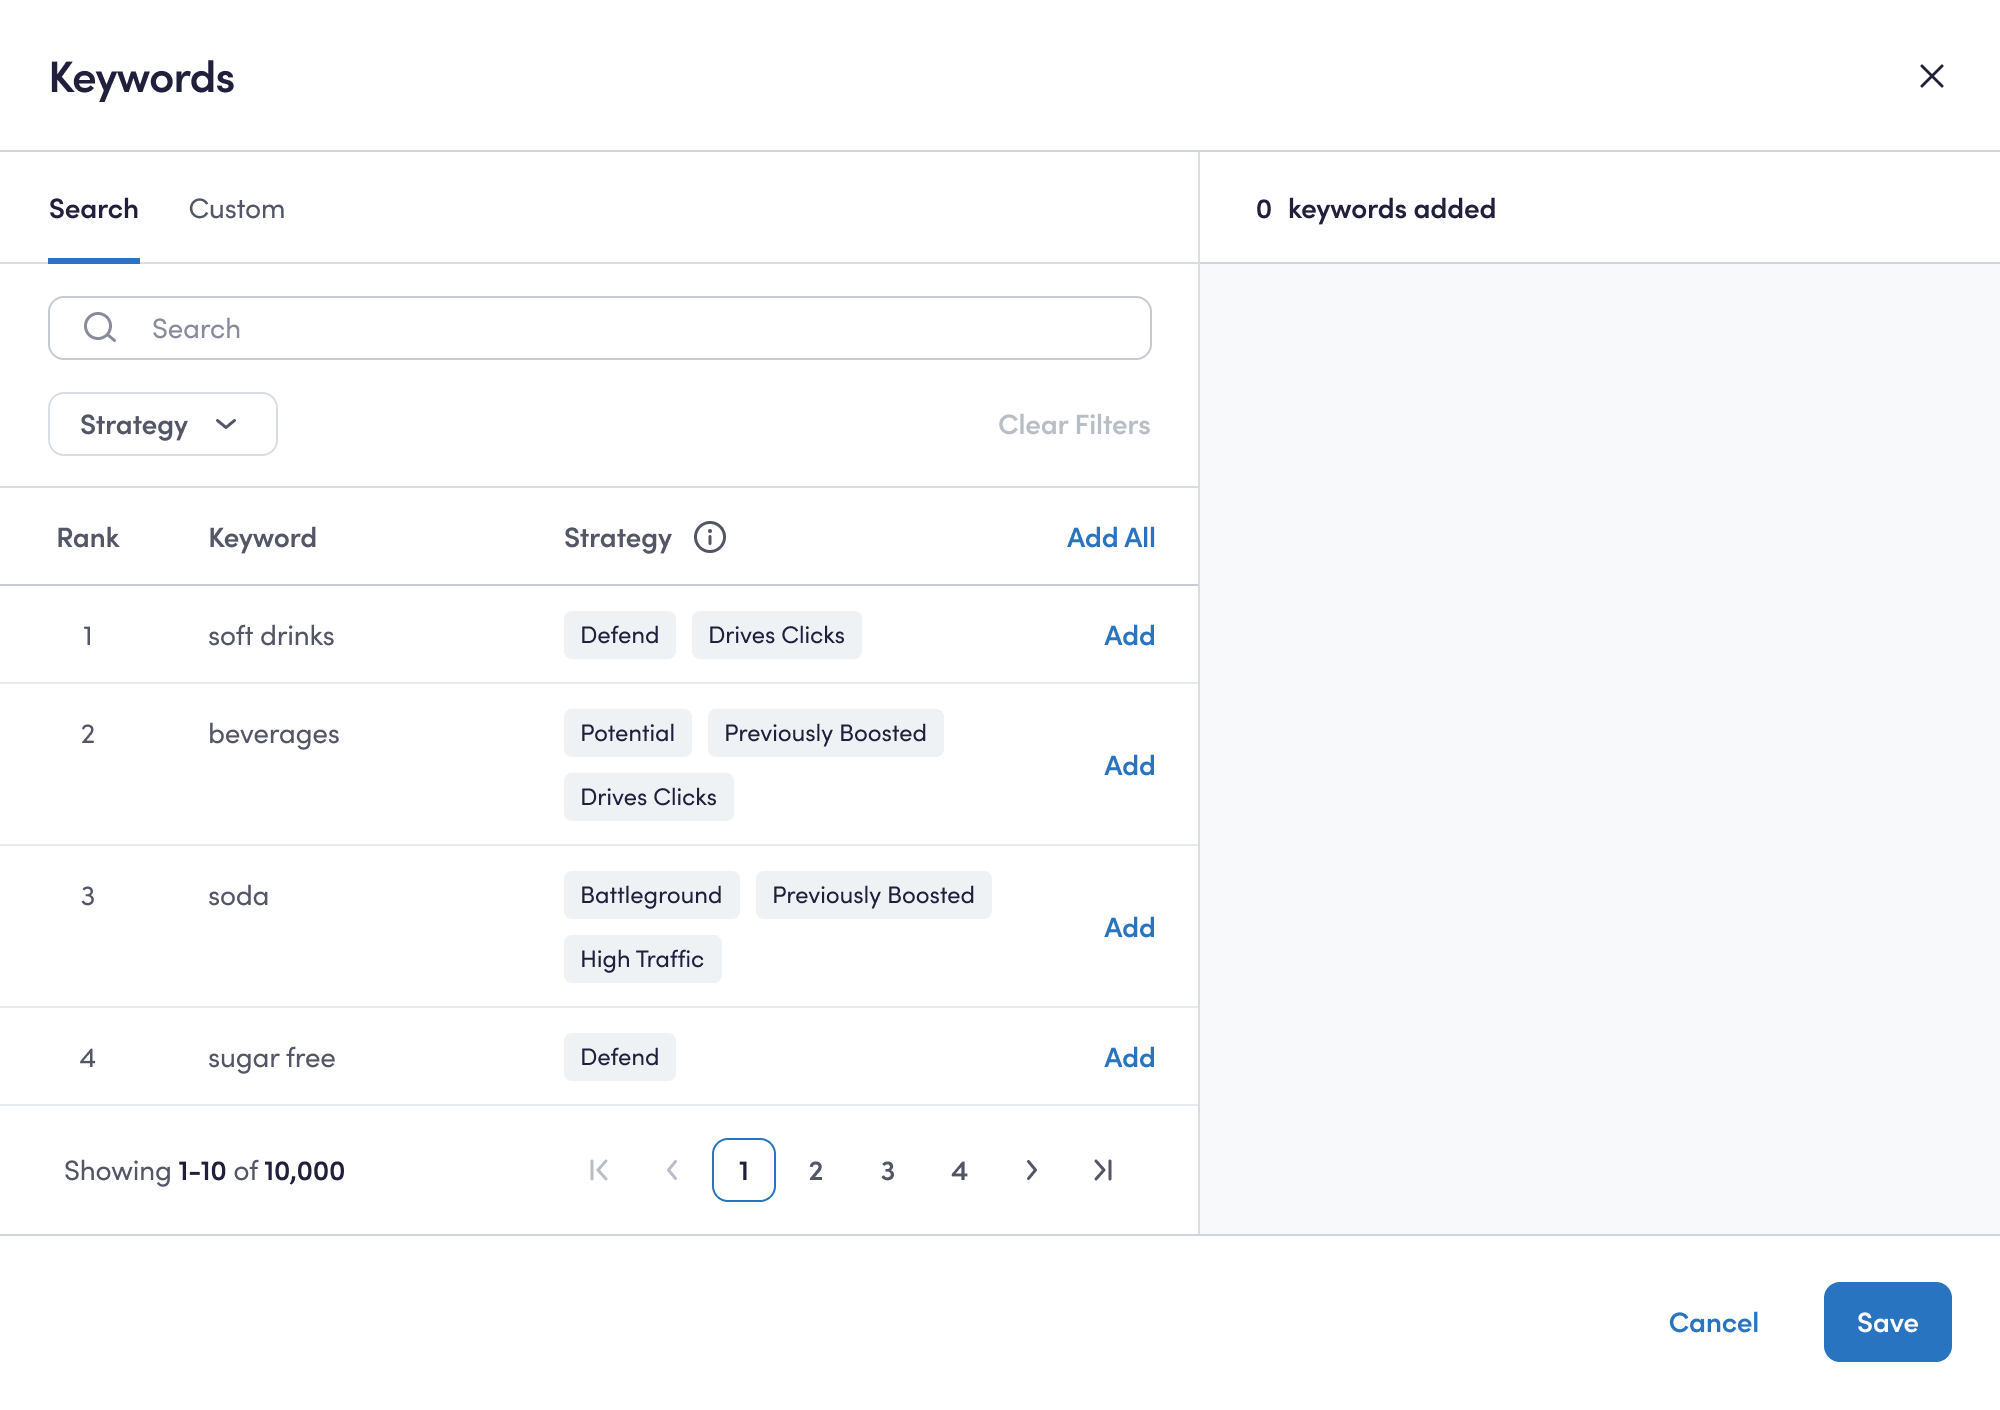 Keywords
Search Custom
0 keywords added
Search
Strategy
Clear Filters
Rank Keyword Strategy Add All
1 soft drinks Defend Drives Clicks Add
2 beverages Potential Previously Boosted
Drives Clicks
Add
3 soda Battleground Previously Boosted
High Traffic
Add
4 sugar free Defend Add
Showing 1-10 of 10,000
1 2 3 4
Cancel Save